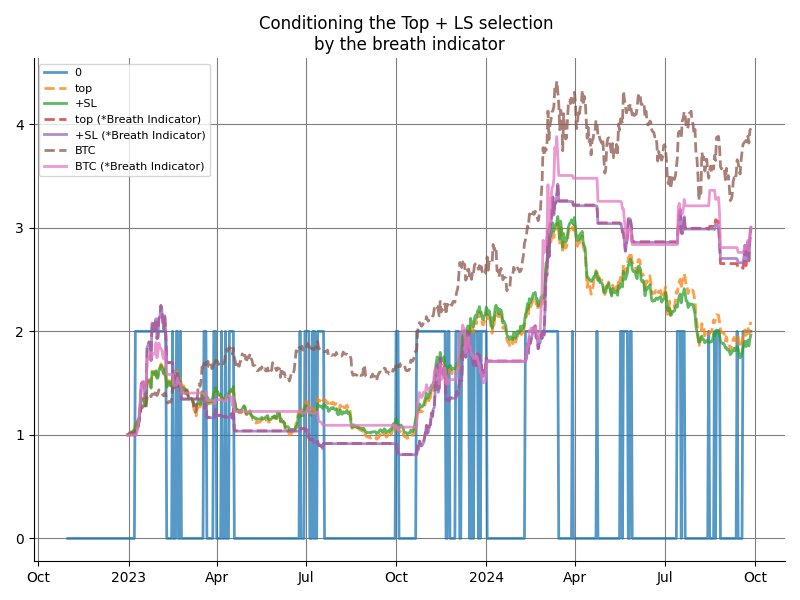 Conditioning the Top + LS selection
by the breath indicator
0
top
+SL
top (*Breath Indicator)
+SL (*Breath Indicator)
BTC
BTC (*Breath Indicator)
4
3
2
1
0
Oct
2023
Apr
Jul
Oct
2024
Apr
Jul
Oct